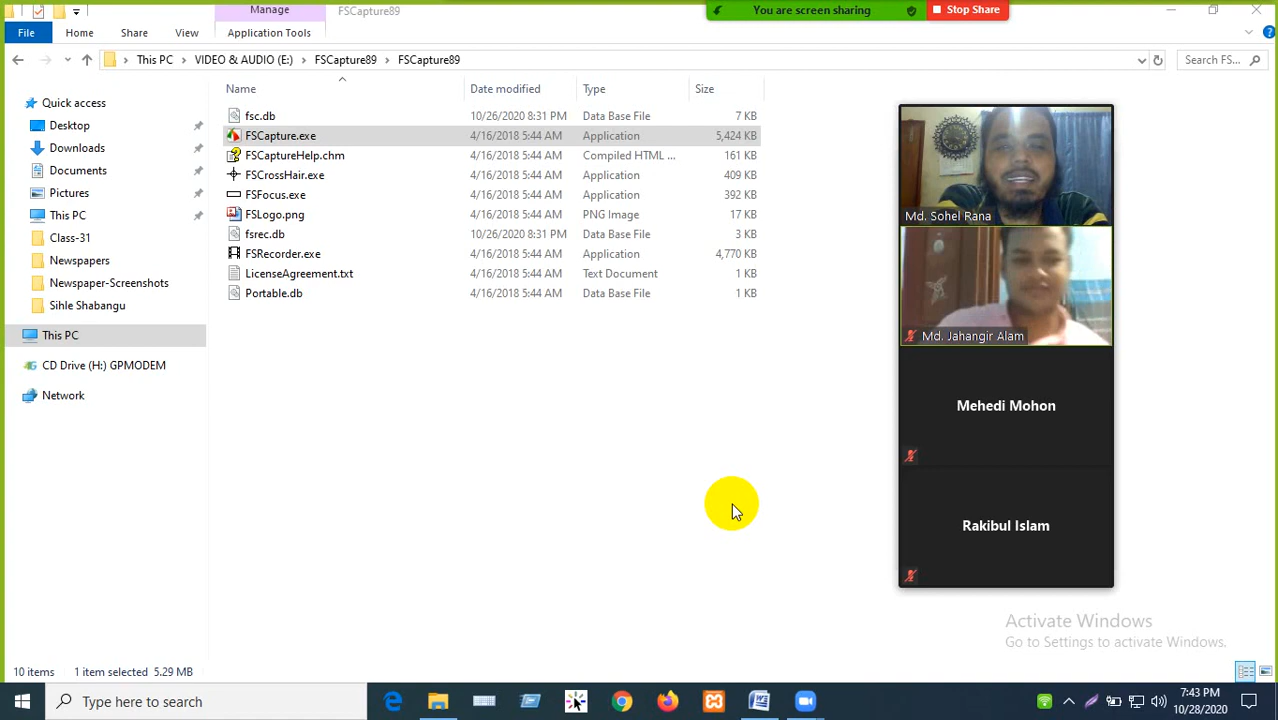 Manage
FSCapture89
You are screen sharing
Stop Share
File
Home
Share
View
Application Tools
This PC
VIDEO & AUDIO (E:)
FSCapture89
FSCapture89
Search FS...
Name
Date modified
Type
Size
Quick access
Desktop
Downloads
Documents
Pictures
This PC
Class-31
Newspapers
Newspaper-Screenshots
Sihle Shabangu
This PC
CD Drive (H:) GPMODEM
Network
fsc.db 10/26/2020 8:31 PM Data Base File 7 KB
FSCapture.exe 4/16/2018 5:44 AM Application 5,424 KB
FSCaptureHelp.chm 4/16/2018 5:44 AM Compiled HTML ... 161 KB
FSCrossHair.exe 4/16/2018 5:44 AM Application 409 KB
FSFocus.exe 4/16/2018 5:44 AM Application 392 KB
FSLogo.png 4/16/2018 5:44 AM PNG Image 17 KB
fsrec.db 10/26/2020 8:31 PM Data Base File 3 KB
FSRecorder.exe 4/16/2018 5:44 AM Application 4,770 KB
LicenseAgreement.txt 4/16/2018 5:44 AM Text Document 1 KB
Portable.db 4/16/2018 5:44 AM Data Base File 1 KB
Md. Sohel Rana
Md. Jahangir Alam
Mehedi Mohon
Rakibul Islam
Activate Windows
Go to Settings to activate Windows.
10 items
1 item selected 5.29 MB
Type here to search
7:43 PM
10/28/2020